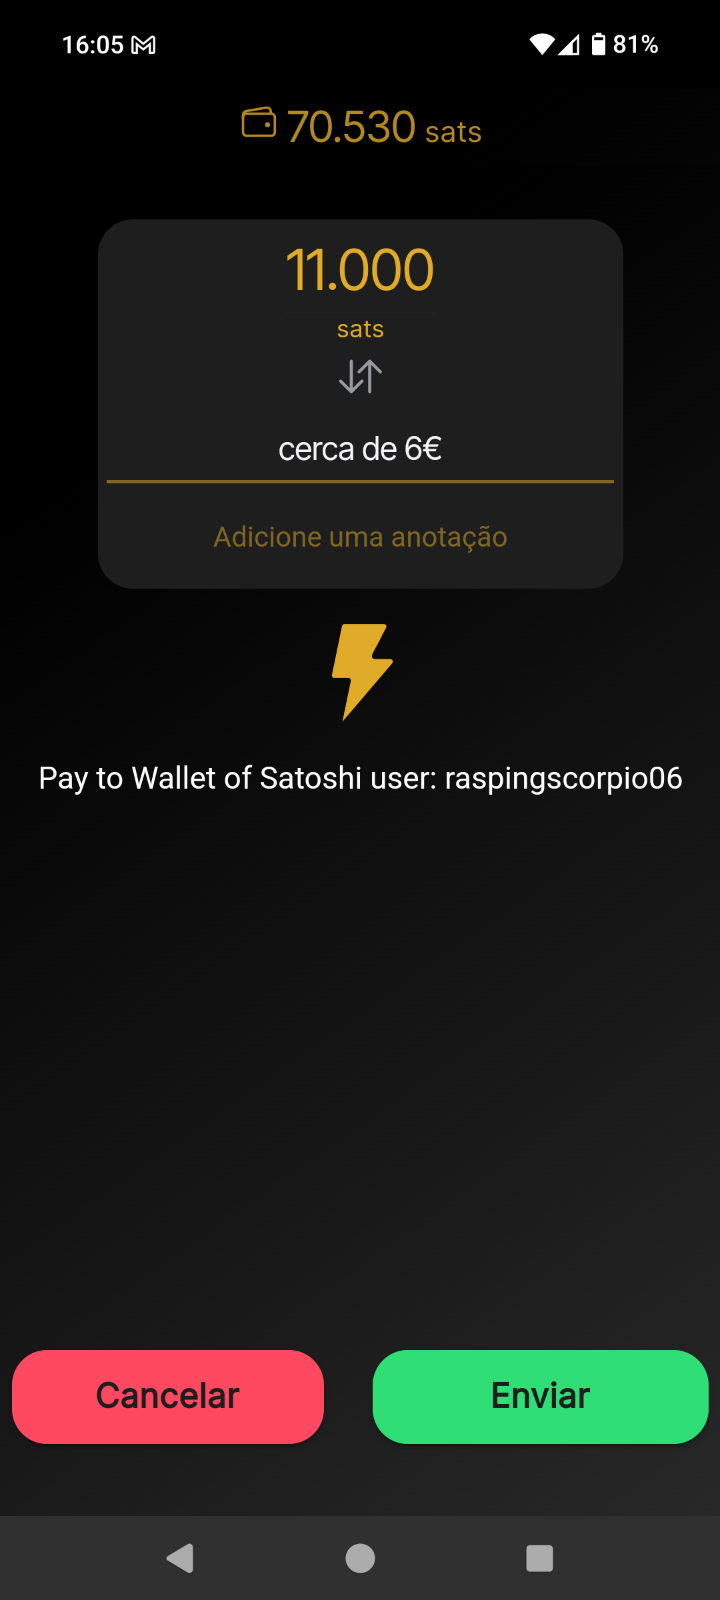 16:05 81%
70.530 sats
11.000
sats
cerca de 6€
Adicione uma anotação
Pay to Wallet of Satoshi user: raspingscorpio06
Cancelar Enviar